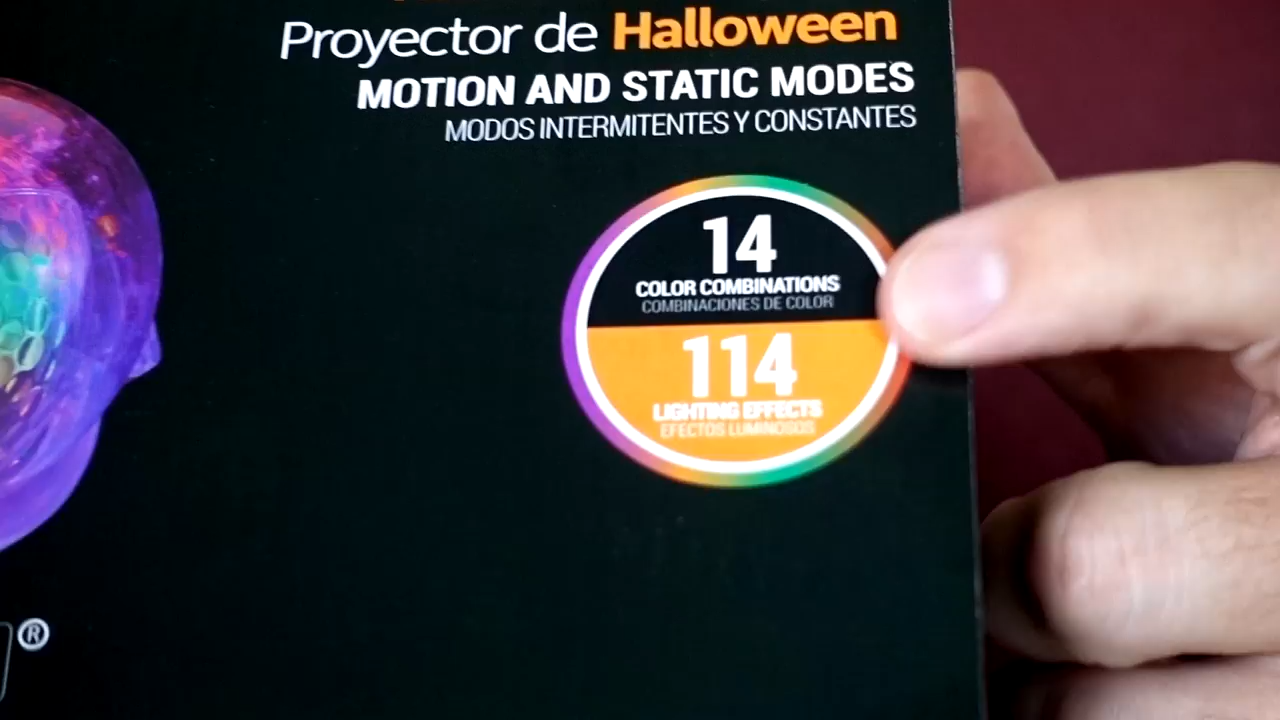 Proyector de Halloween
MOTION AND STATIC MODES
MODOS INTERMITENTES Y CONSTANTES
14
COLOR COMBINATIONS
COMBINACIONES DE COLOR
114
LIGHTING EFFECTS
EFECTOS LUMINOSOS
®